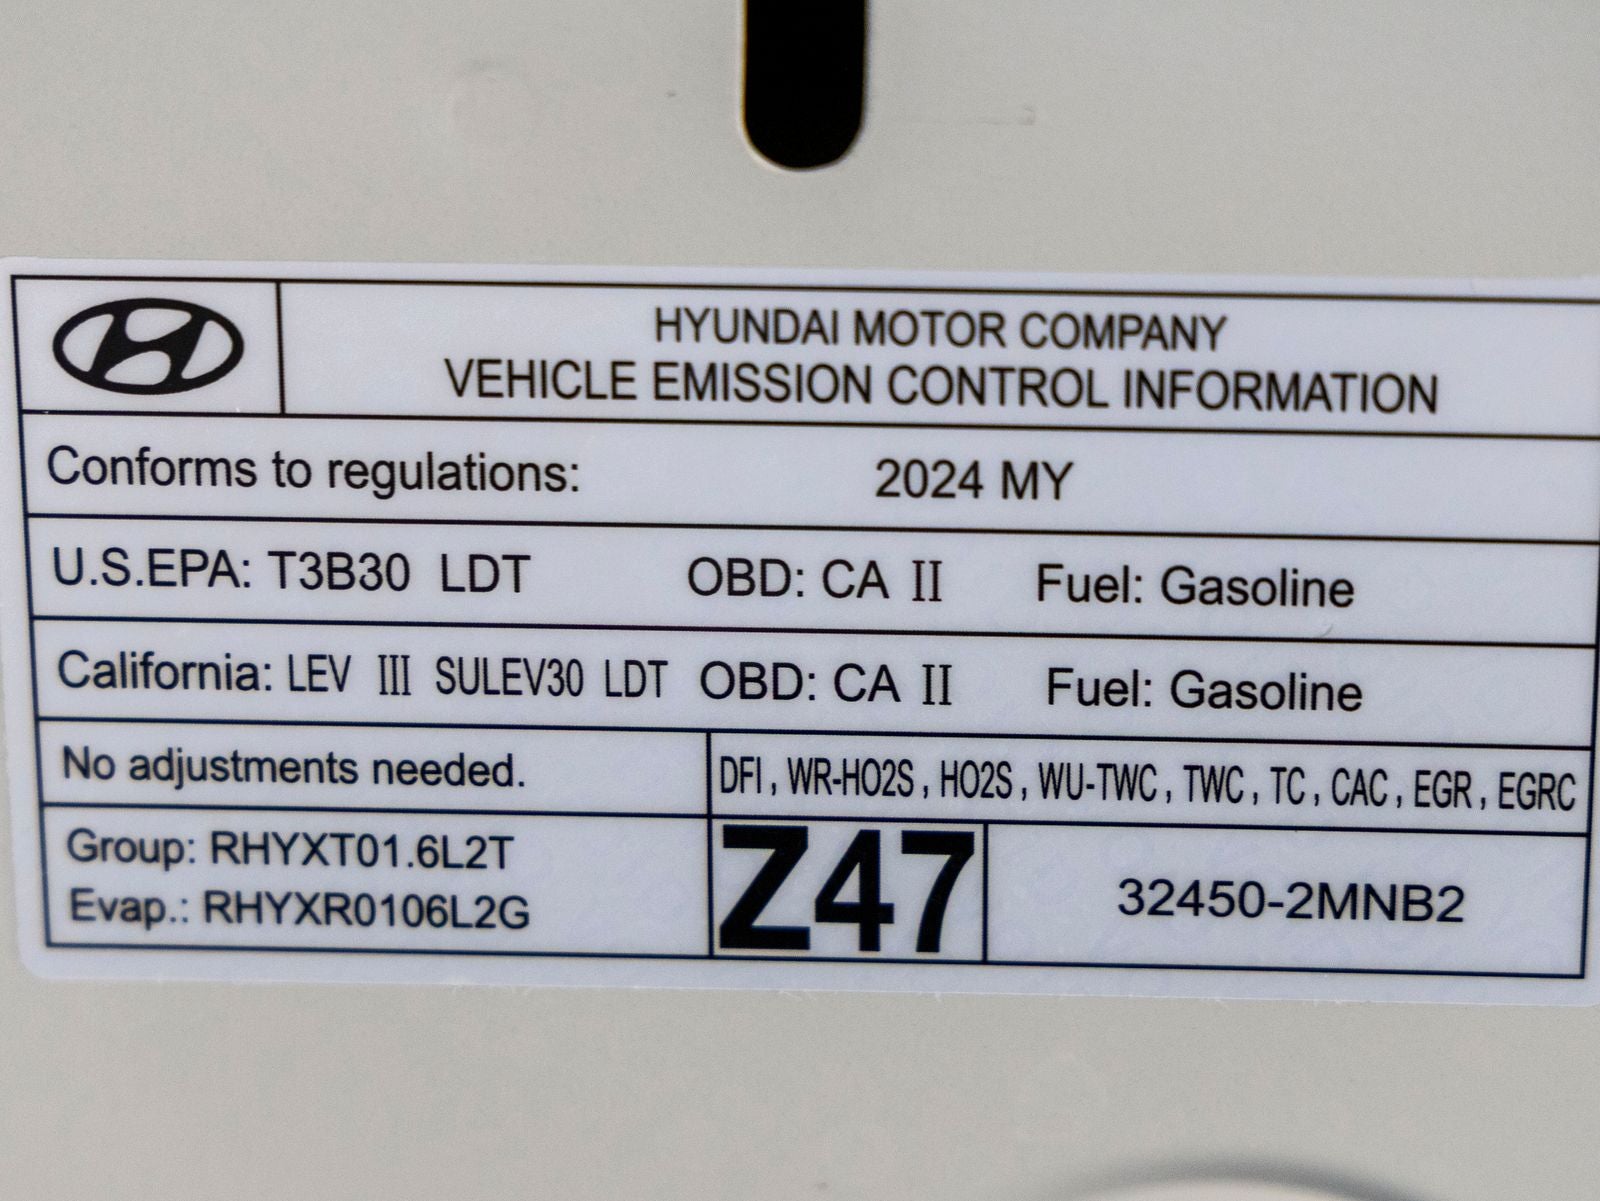 HYUNDAI MOTOR COMPANY
VEHICLE EMISSION CONTROL INFORMATION
Conforms to regulations: 2024 MY
U.S.EPA: T3B30 LDT OBD: CA II Fuel: Gasoline
California: LEV III SULEV30 LDT OBD: CA II Fuel: Gasoline
No adjustments needed.
DFI , WR-HO2S , HO2S , WU-TWC , TWC , TC , CAC , EGR , EGRC
Group: RHYXT01.6L2T
Evap.: RHYXR0106L2G
Z47
32450-2MNB2